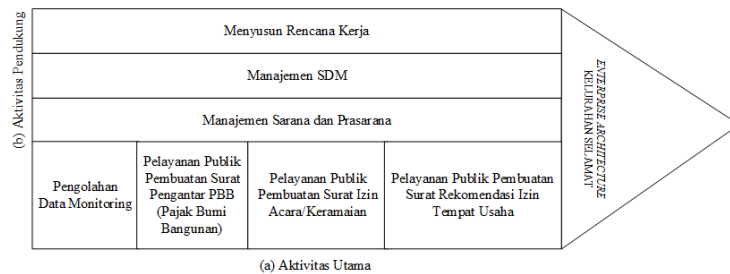 Menyusun Rencana Kerja
Manajemen SDM
Manajemen Sarana dan Prasarana
(b) Aktivitas Pendukung
Pengolahan
Data Monitoring
Pelayanan Publik
Pembuatan Surat
Pengantar PBB
(Pajak Bumi
Bangunan)
Pelayanan Publik
Pembuatan Surat Izin
Acara/Keramaian
Pelayanan Publik Pembuatan
Surat Rekomendasi Izin
Tempat Usaha
ENTERPRISE ARCHITECTURE
KELURAHAN SELAMAT
(a) Aktivitas Utama